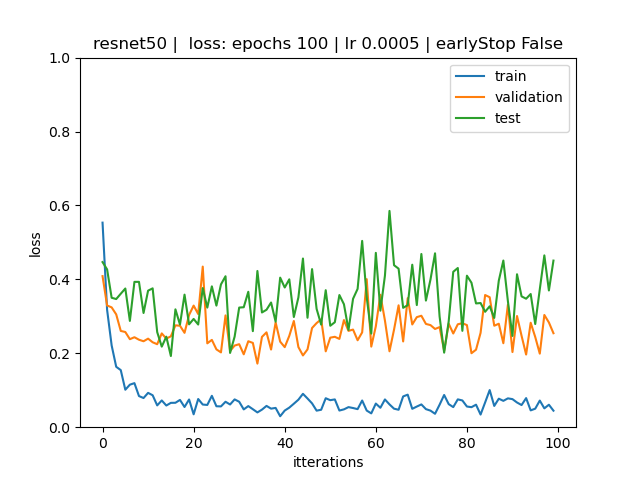 resnet50 |  loss: epochs 100 | lr 0.0005 | earlyStop False
1.0
0.8
0.6
0.4
0.2
0.0
loss
train
validation
test
0 20 40 60 80 100
itterations